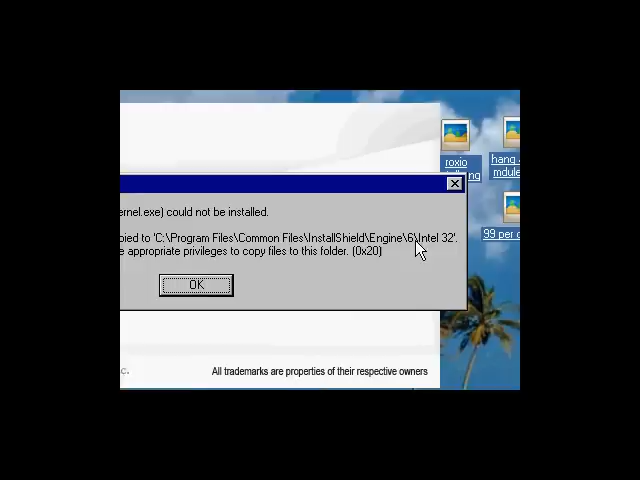 roxio
hang
mdule
99 per
ernel.exe) could not be installed.
pied to 'C:\Program Files\Common Files\InstallShield\Engine\6\Intel 32'.
e appropriate privileges to copy files to this folder. (0x20)
OK
c.
All trademarks are properties of their respective owners